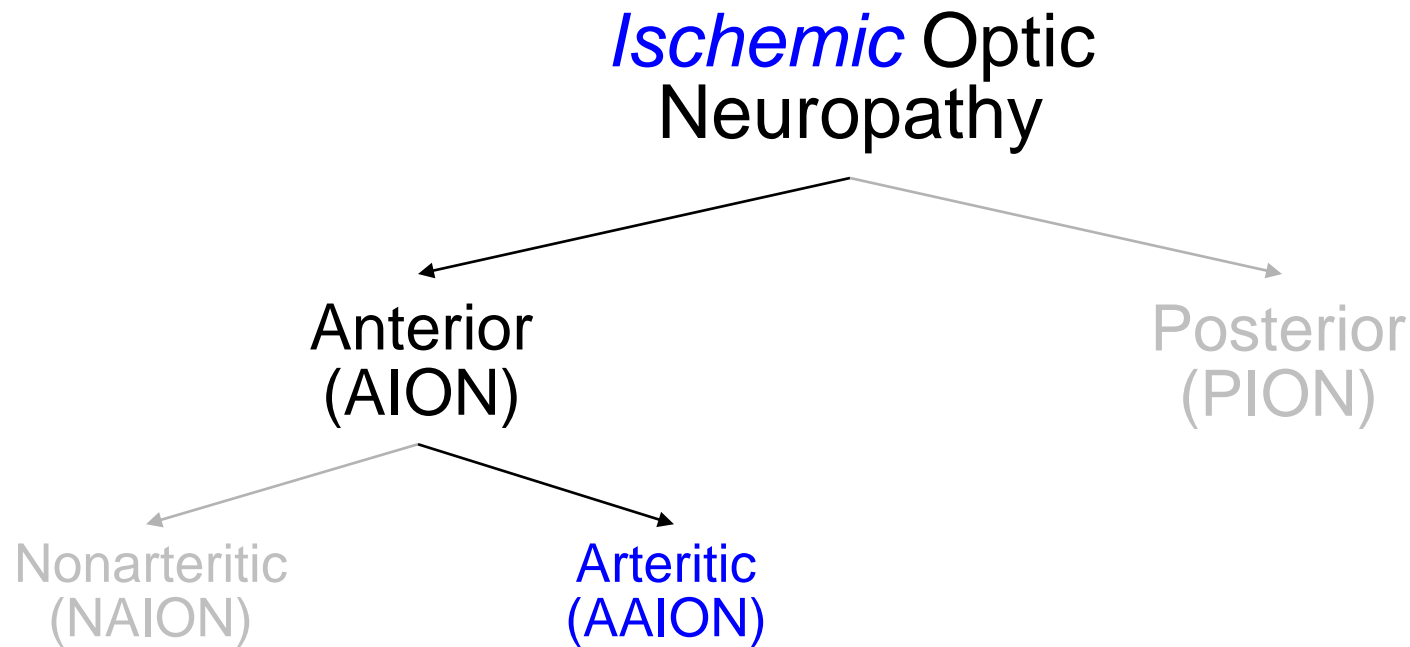 Ischemic Optic
Neuropathy
Anterior
(AION)
Posterior
(PION)
Nonarteritic
(NAION)
Arteritic
(AAION)